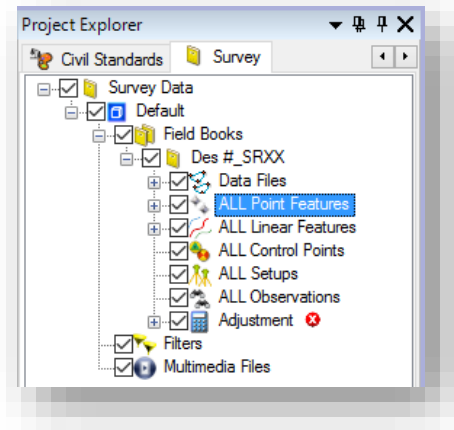 Project Explorer
Civil Standards Survey
Survey Data
Default
Field Books
Des #_SRXX
Data Files
ALL Point Features
ALL Linear Features
ALL Control Points
ALL Setups
ALL Observations
Adjustment
Filters
Multimedia Files